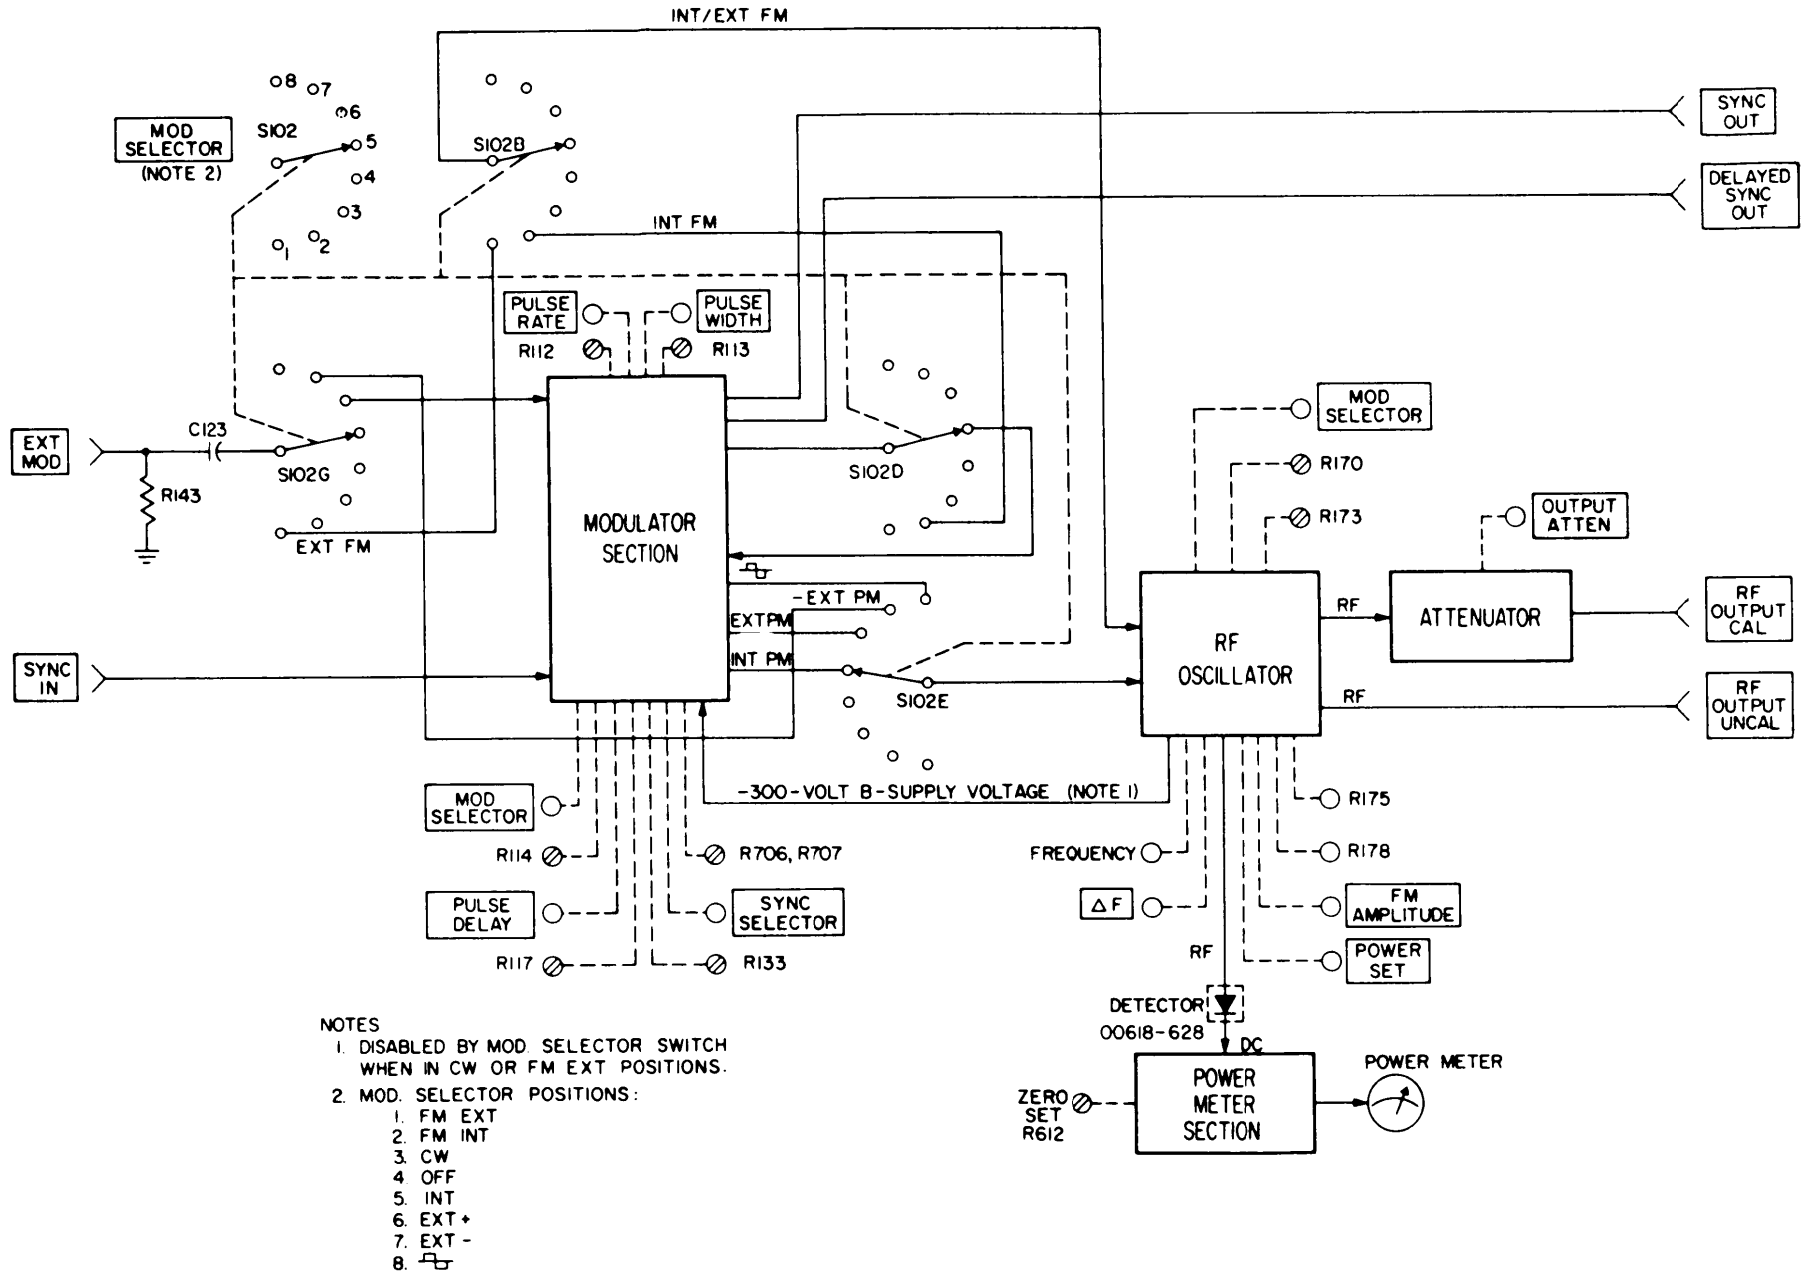 INT/EXT FM
8
7
6
5
4
3
2
1
S102
MOD
SELECTOR
(NOTE 2)
S102B
SYNC
OUT
DELAYED
SYNC
OUT
INT FM
PULSE
RATE
PULSE
WIDTH
R112
R113
MOD
SELECTOR
EXT
MOD
C123
R143
S102G
EXT FM
S102D
R170
R173
OUTPUT
ATTEN
MODULATOR
SECTION
-EXT PM
EXTPM
INT PM
S102E
RF
OSCILLATOR
RF
ATTENUATOR
RF
OUTPUT
CAL
RF
RF
OUTPUT
UNCAL
SYNC
IN
-300-VOLT B-SUPPLY VOLTAGE (NOTE 1)
MOD
SELECTOR
R114
PULSE
DELAY
R117
R706, R707
SYNC
SELECTOR
R133
FREQUENCY
△F
R175
R178
FM
AMPLITUDE
POWER
SET
RF
DETECTOR
00618-628
DC
POWER
METER
SECTION
POWER METER
ZERO
SET
R612
NOTES
1. DISABLED BY MOD. SELECTOR SWITCH
WHEN IN CW OR FM EXT POSITIONS.
2. MOD. SELECTOR POSITIONS:
1. FM EXT
2. FM INT
3. CW
4. OFF
5. INT
6. EXT+
7. EXT-
8.